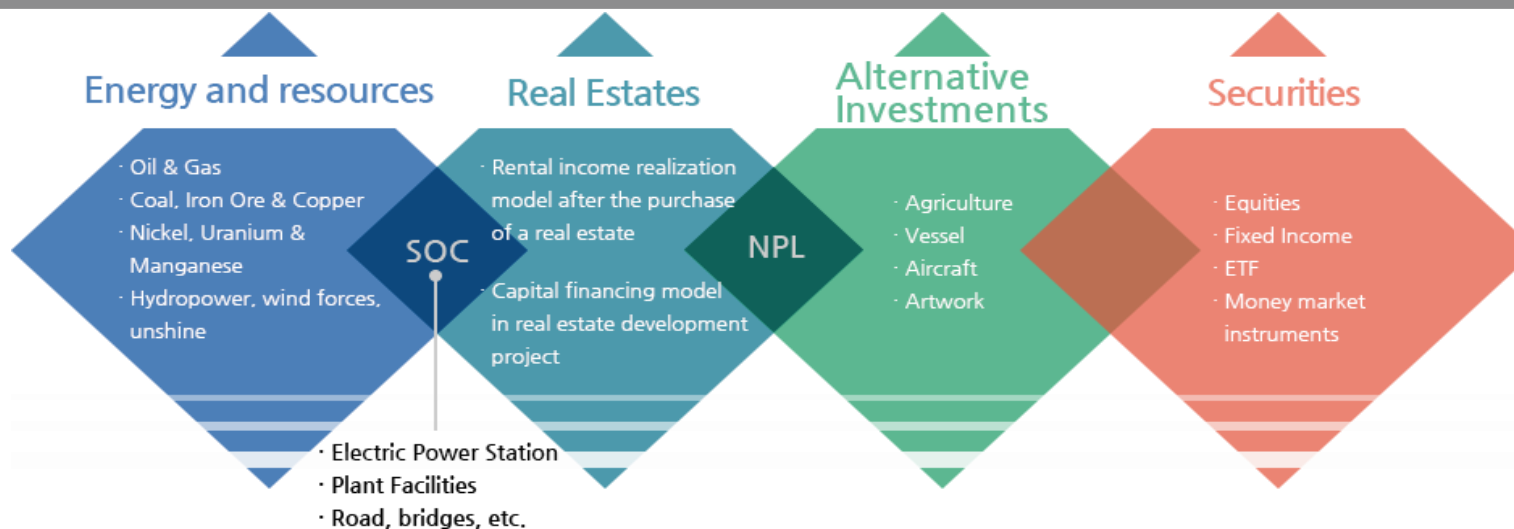 Energy and resources
· Oil & Gas
· Coal, Iron Ore & Copper
· Nickel, Uranium &
Manganese
· Hydropower, wind forces,
unshine
SOC
· Electric Power Station
· Plant Facilities
· Road, bridges, etc.
Real Estates
· Rental income realization
model after the purchase
of a real estate
· Capital financing model
in real estate development
project
NPL
Alternative
Investments
· Agriculture
· Vessel
· Aircraft
· Artwork
Securities
· Equities
· Fixed Income
· ETF
· Money market
instruments